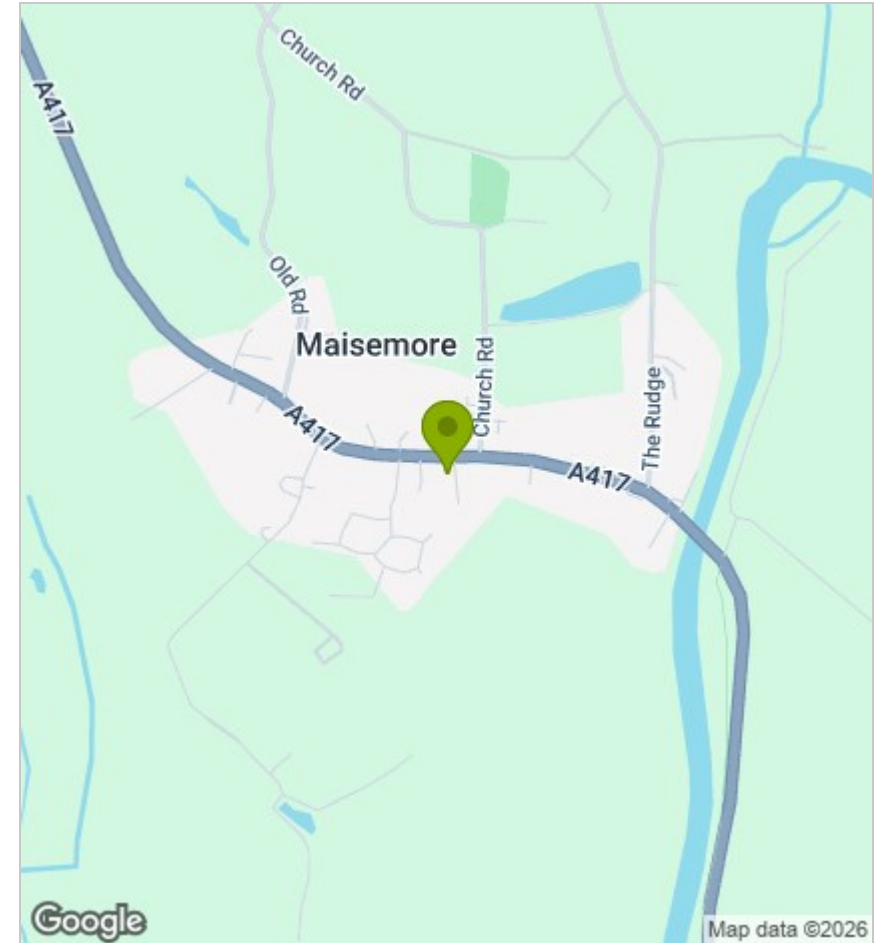 Church Rd
A417
Old Rd
Maisemore
Church Rd
The Rudge
A417
A417
Google
Map data ©2026